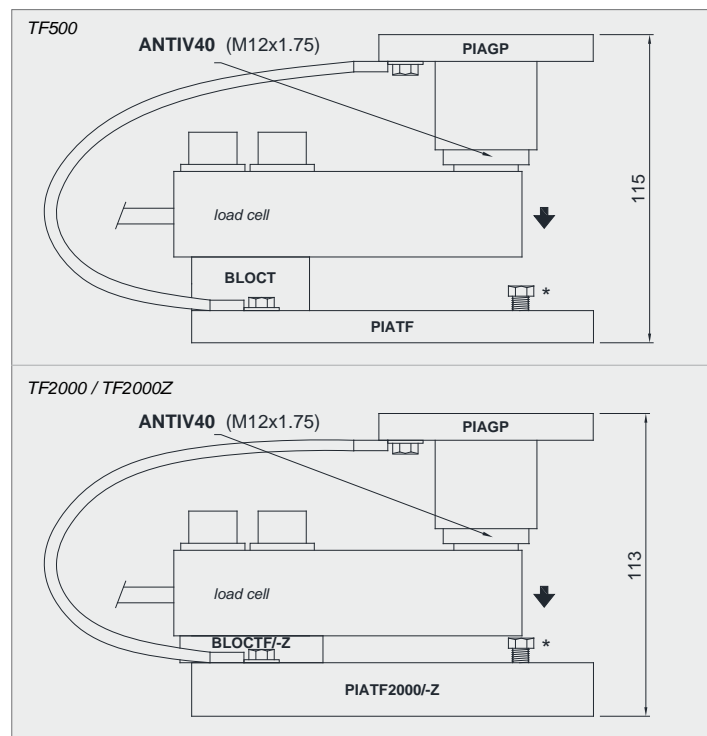 TF500
ANTIV40 (M12x1.75)
PIAGP
115
load cell
BLOCT
*
PIATF
TF2000 / TF2000Z
ANTIV40 (M12x1.75)
PIAGP
113
load cell
BLOCTF/-Z
*
PIATF2000/-Z